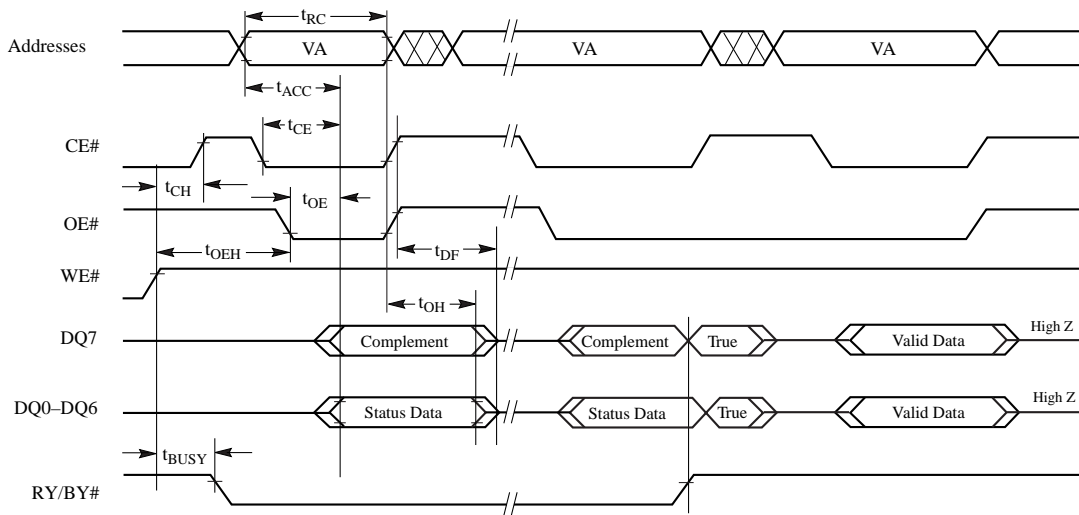 tRC
Addresses VA VA VA
tACC
tCE
CE#
tCH tOE
OE#
tOEH tDF
WE#
tOH
DQ7 Complement Complement True Valid Data High Z
DQ0–DQ6 Status Data Status Data True Valid Data High Z
tBUSY
RY/BY#